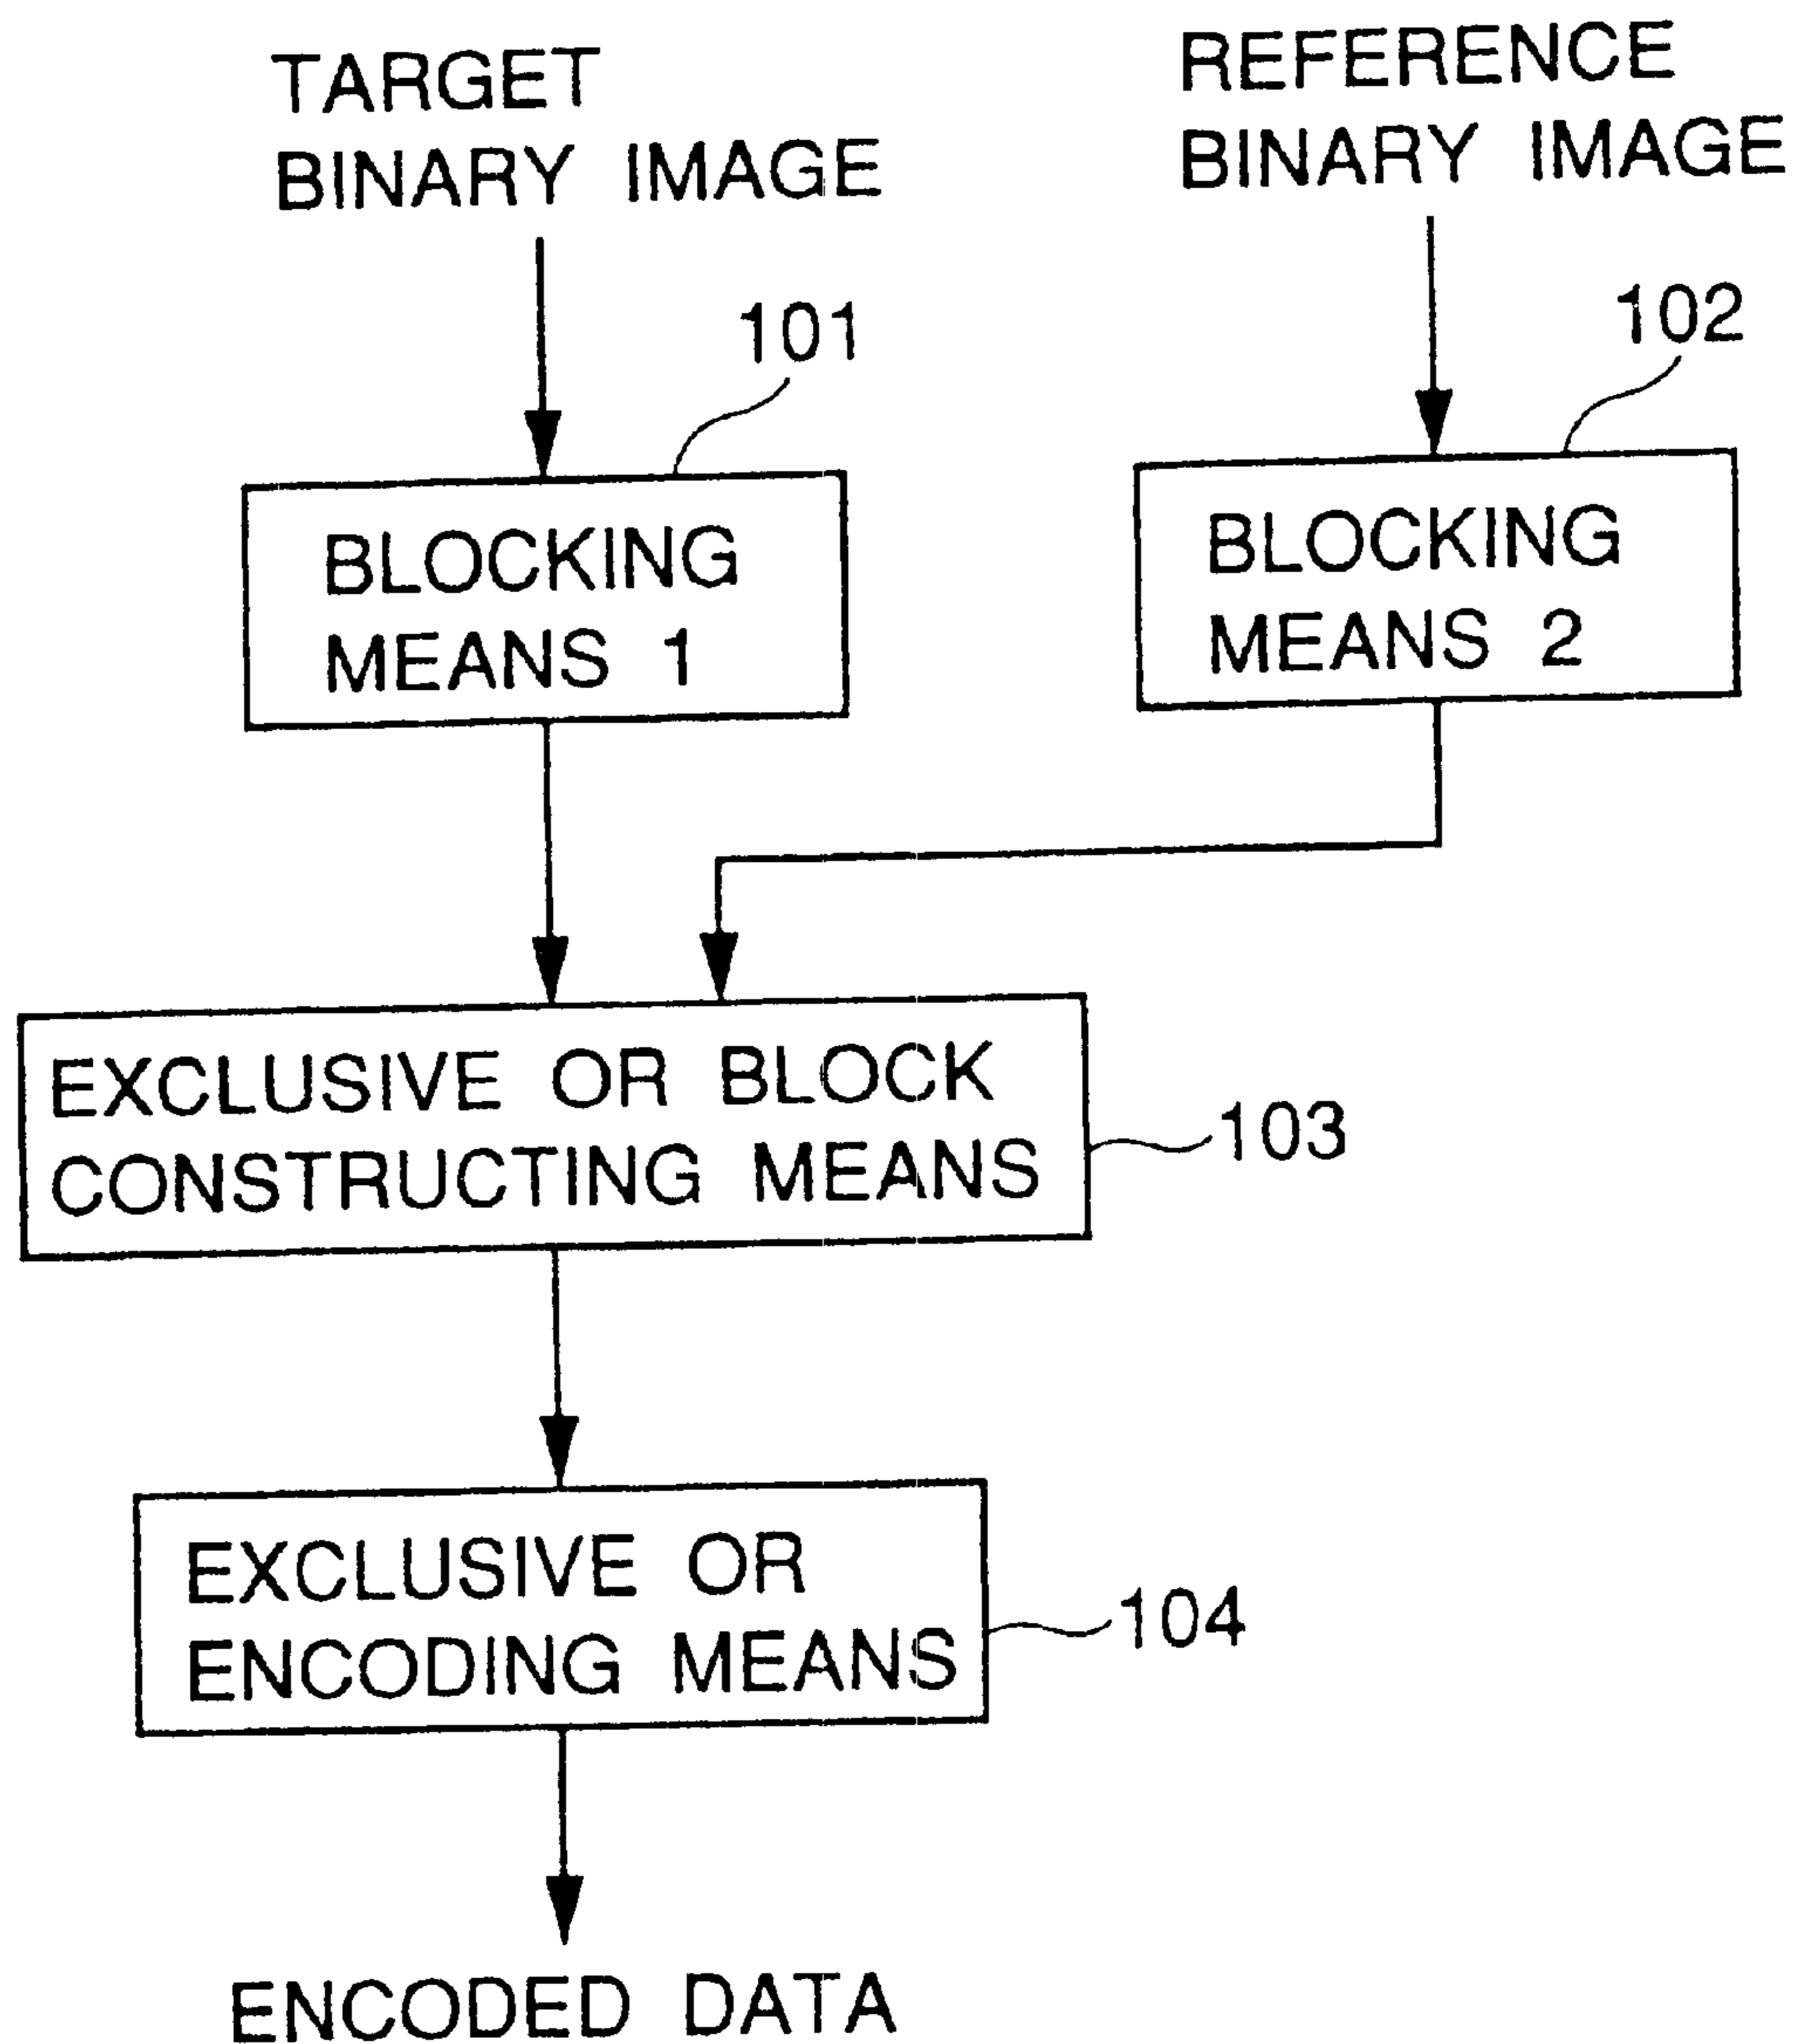 TARGET
BINARY IMAGE
REFERENCE
BINARY IMAGE
101
102
BLOCKING
MEANS 1
BLOCKING
MEANS 2
EXCLUSIVE OR BLOCK
CONSTRUCTING MEANS
103
EXCLUSIVE OR
ENCODING MEANS
104
ENCODED DATA